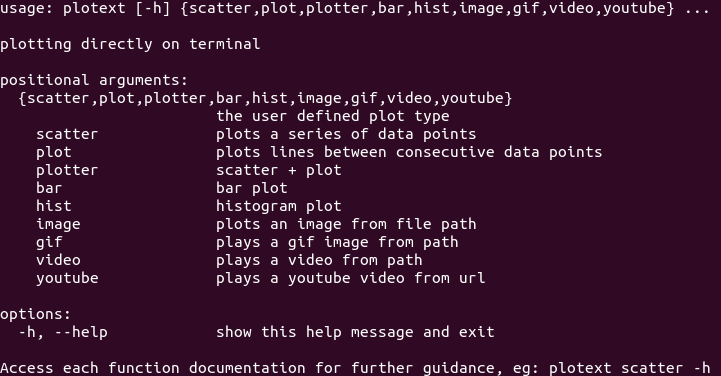 usage: plotext [-h] {scatter,plot,plotter,bar,hist,image,gif,video,youtube} ...
plotting directly on terminal
positional arguments:
{scatter,plot,plotter,bar,hist,image,gif,video,youtube}
the user defined plot type
scatter plots a series of data points
plot plots lines between consecutive data points
plotter scatter + plot
bar bar plot
hist histogram plot
image plots an image from file path
gif plays a gif image from path
video plays a video from path
youtube plays a youtube video from url
options:
-h, --help show this help message and exit
Access each function documentation for further guidance, eg: plotext scatter -h